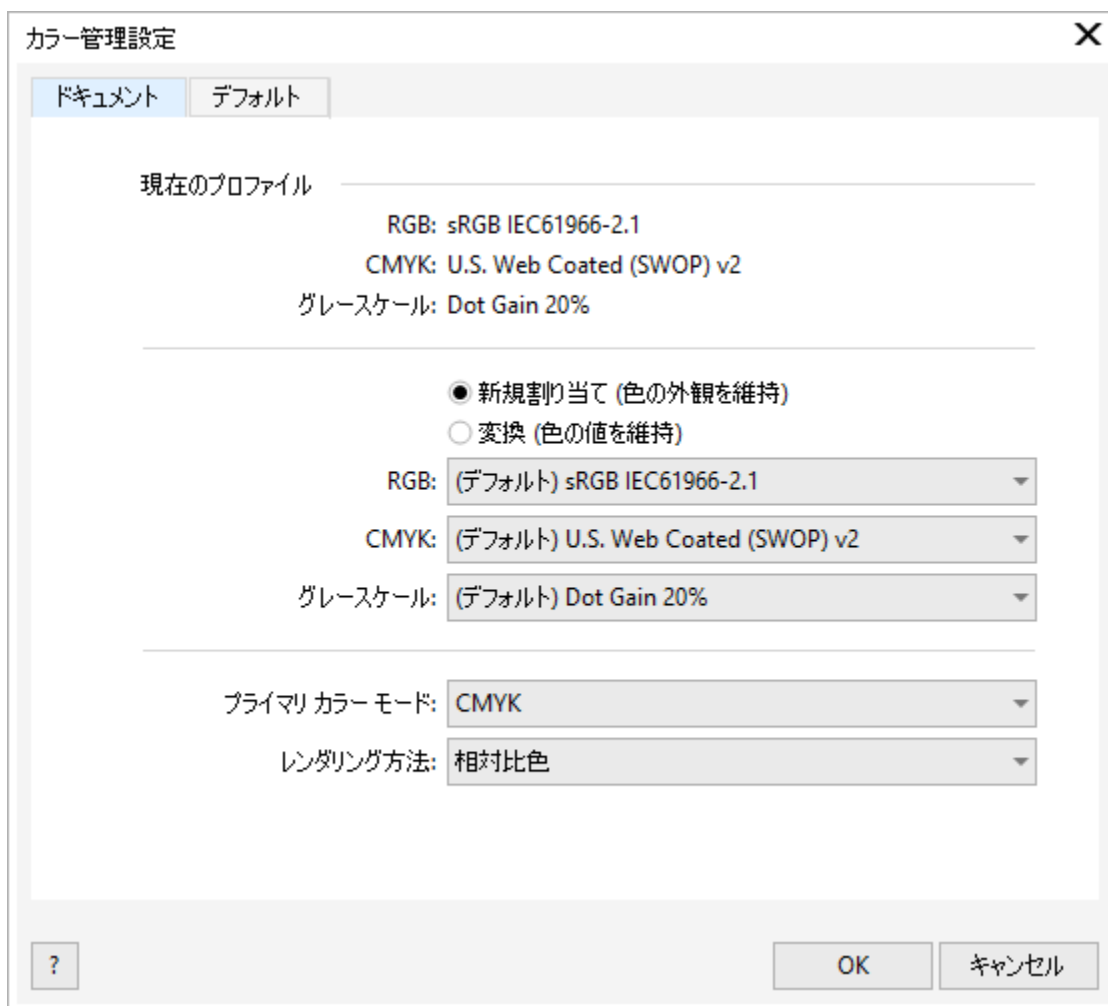 カラー管理設定
ドキュメント デフォルト
現在のプロファイル
RGB: sRGB IEC61966-2.1
CMYK: U.S. Web Coated (SWOP) v2
グレースケール: Dot Gain 20%
新規割り当て (色の外観を維持)
変換 (色の値を維持)
RGB: (デフォルト) sRGB IEC61966-2.1
CMYK: (デフォルト) U.S. Web Coated (SWOP) v2
グレースケール: (デフォルト) Dot Gain 20%
プライマリ カラー モード: CMYK
レンダリング方法: 相対比色
? OK キャンセル